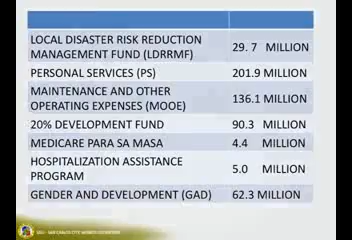 LOCAL DISASTER RISK REDUCTION
MANAGEMENT FUND (LDRRMF)
29. 7 MILLION
PERSONAL SERVICES (PS)
201.9 MILLION
MAINTENANCE AND OTHER
OPERATING EXPENSES (MOOE)
136.1 MILLION
20% DEVELOPMENT FUND
90.3 MILLION
MEDICARE PARA SA MASA
4.4 MILLION
HOSPITALIZATION ASSISTANCE
PROGRAM
5.0 MILLION
GENDER AND DEVELOPMENT (GAD)
62.3 MILLION